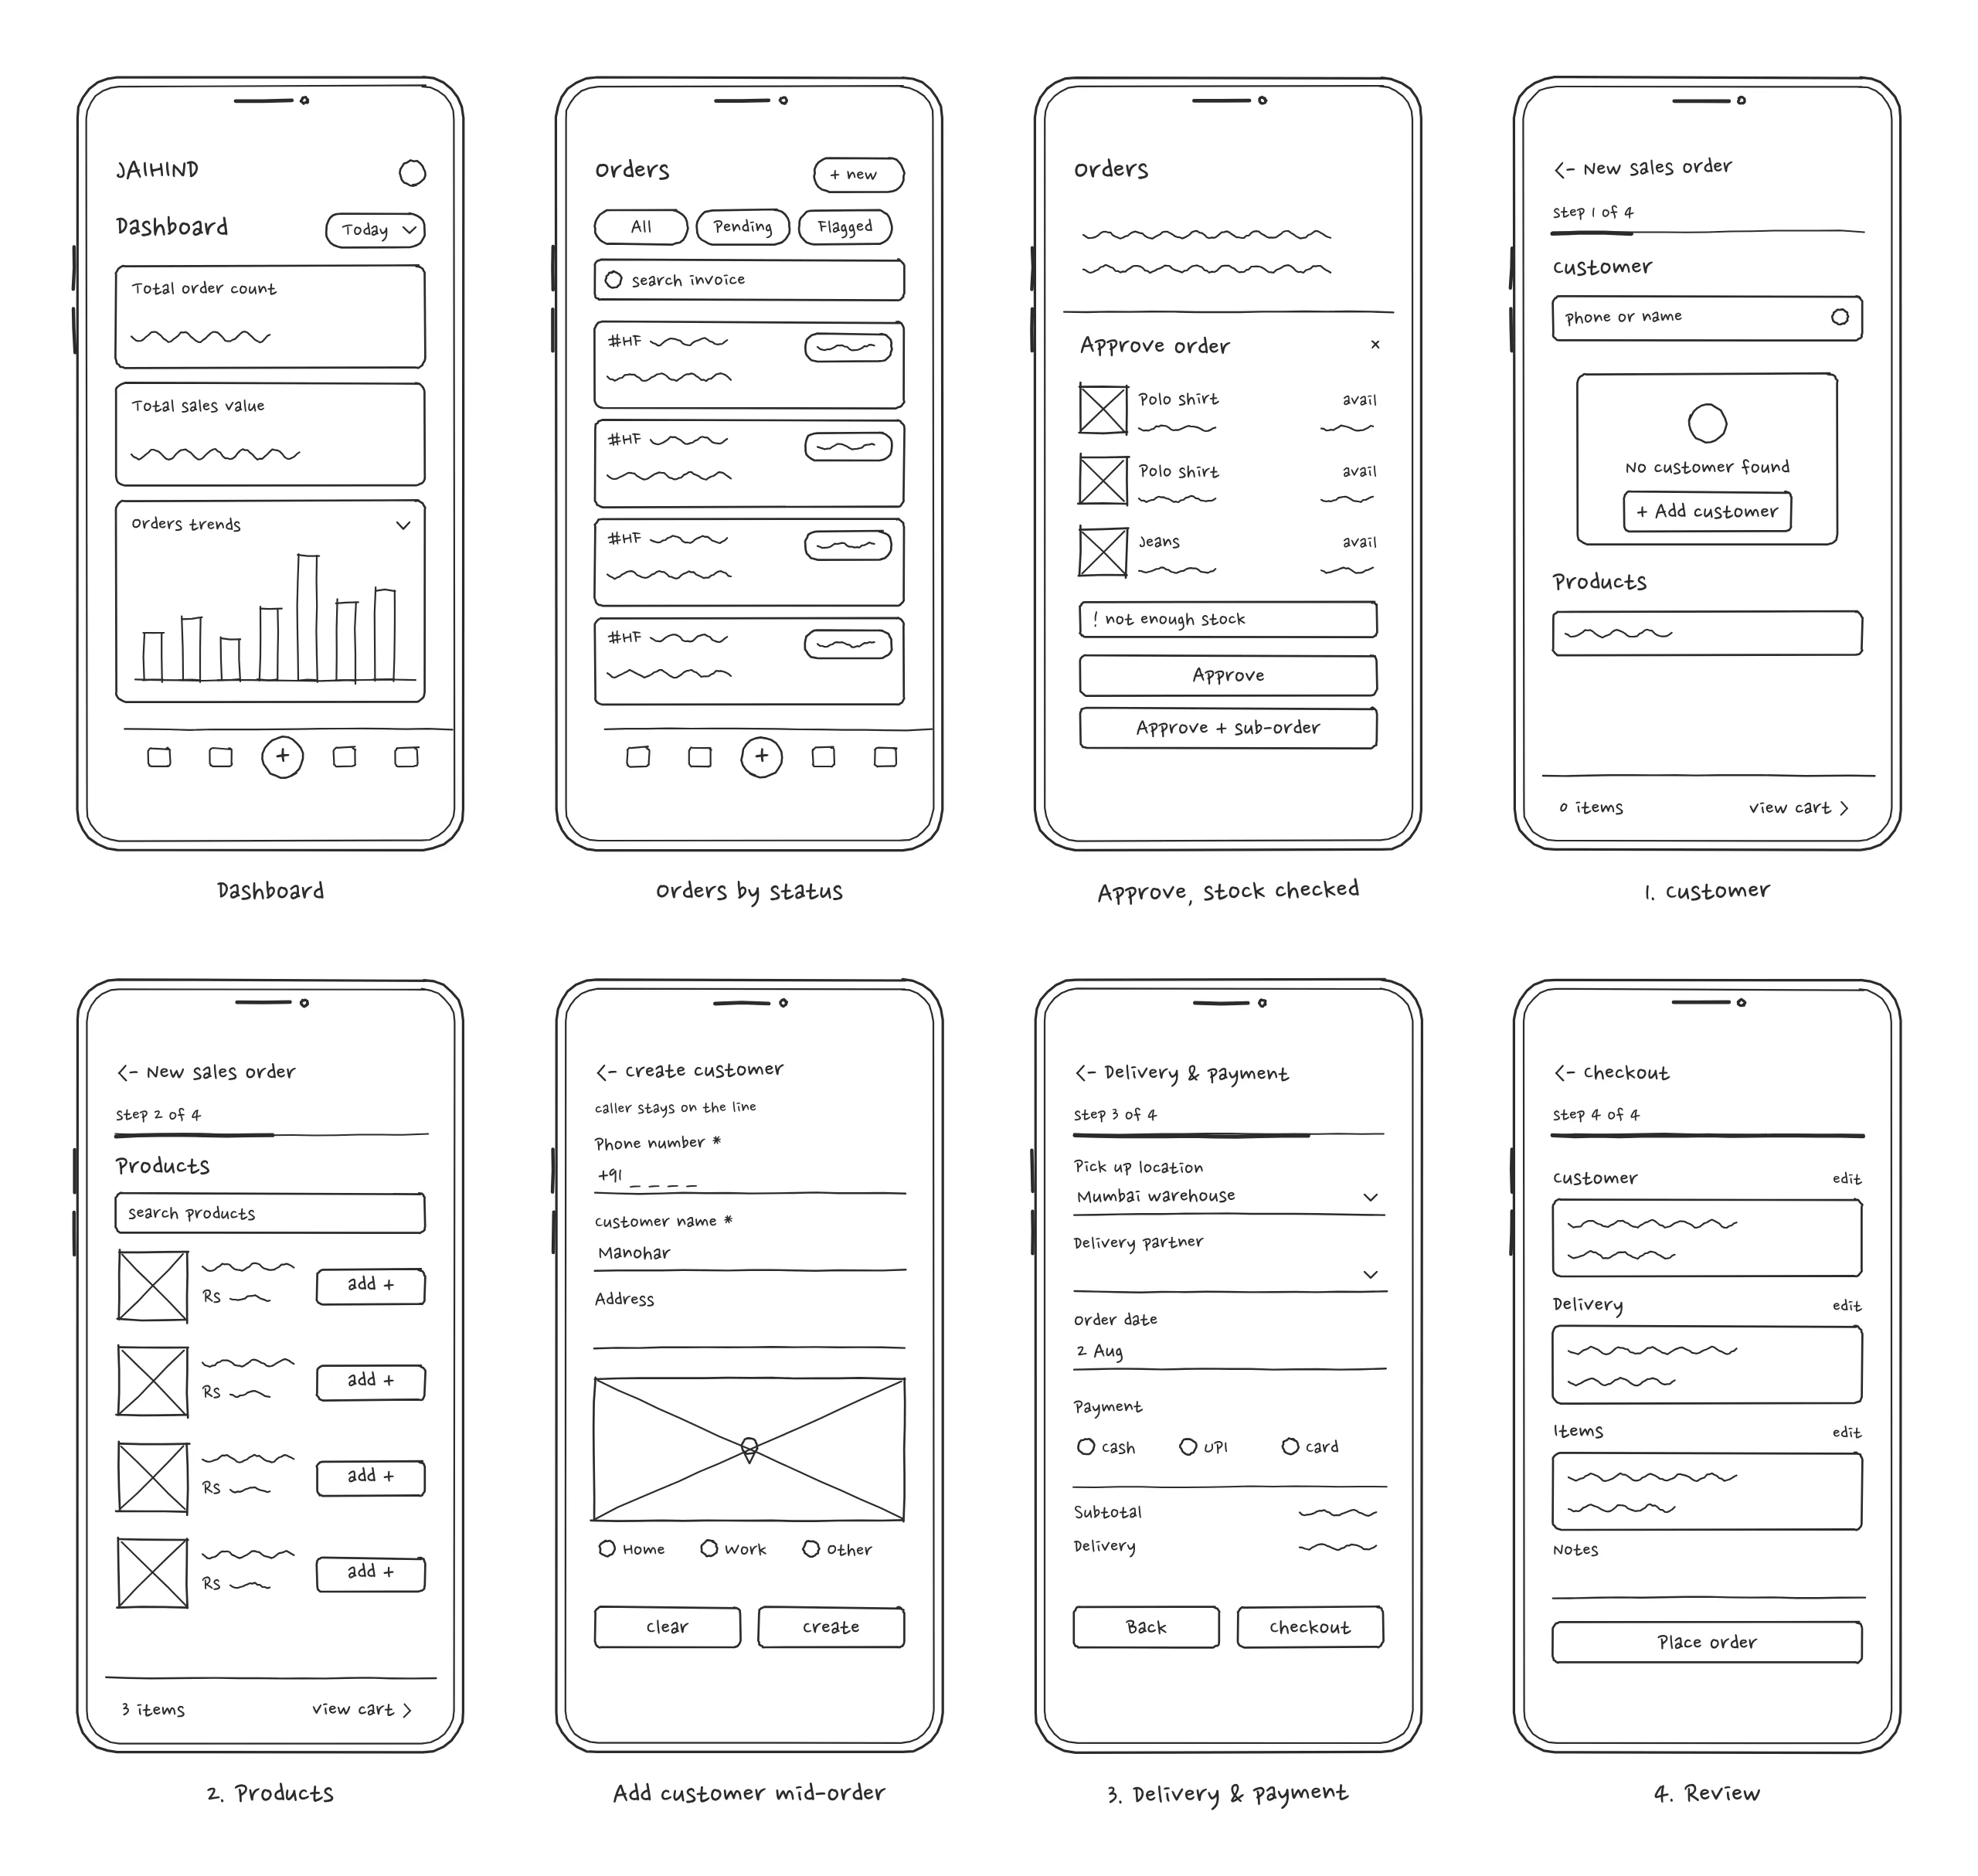 JAIHIND
Dashboard
Today
Total order count
Total sales value
Orders trends
+
Dashboard
Orders
+ new
All
Pending
Flagged
search invoice
#HF
#HF
#HF
#HF
+
Orders by status
Orders
Approve order
x
Polo shirt
avail
Polo shirt
avail
Jeans
avail
! not enough stock
Approve
Approve + sub-order
Approve, stock checked
<- New sales order
Step 1 of 4
Customer
Phone or name
No customer found
+ Add customer
Products
0 items
View cart >
1. Customer
<- New sales order
Step 2 of 4
Products
search products
Rs
add +
Rs
add +
Rs
add +
Rs
add +
3 items
View cart >
2. Products
<- Create customer
caller stays on the line
Phone number *
+91 _ _ _ _
Customer name *
Manohar
Address
Home
Work
Other
Clear
Create
Add customer mid-order
<- Delivery & payment
Step 3 of 4
Pick up location
Mumbai warehouse
Delivery partner
Order date
2 Aug
Payment
Cash
UPI
Card
Subtotal
Delivery
Back
Checkout
3. Delivery & payment
<- Checkout
Step 4 of 4
Customer
edit
Delivery
edit
Items
edit
Notes
Place order
4. Review